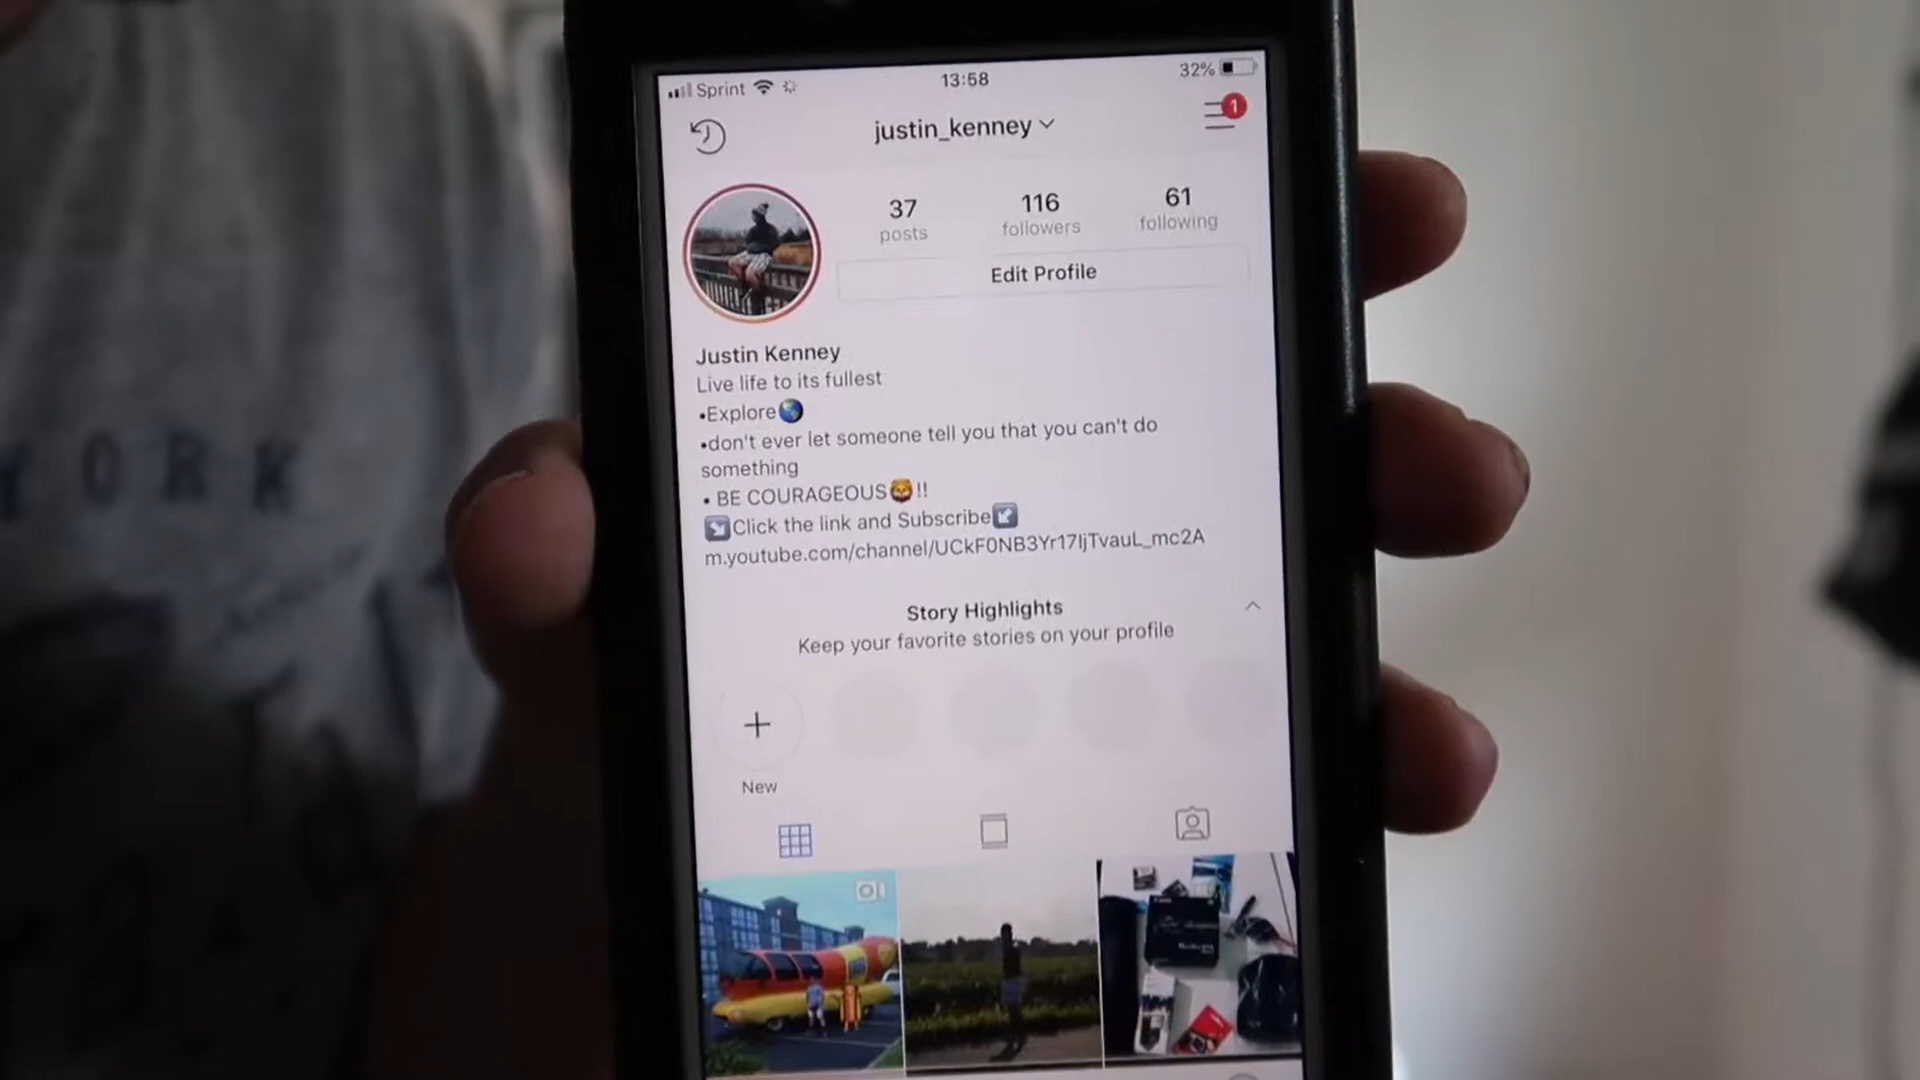 Sprint 13:58 32%
justin_kenney 1
37 116 61
posts followers following
Edit Profile
Justin Kenney
Live life to its fullest
•Explore🌎
•don't ever let someone tell you that you can't do
something
• BE COURAGEOUS🦁!!
↘️Click the link and Subscribe↙️
m.youtube.com/channel/UCkF0NB3Yr17IjTvauL_mc2A
Story Highlights
Keep your favorite stories on your profile
New
YORK